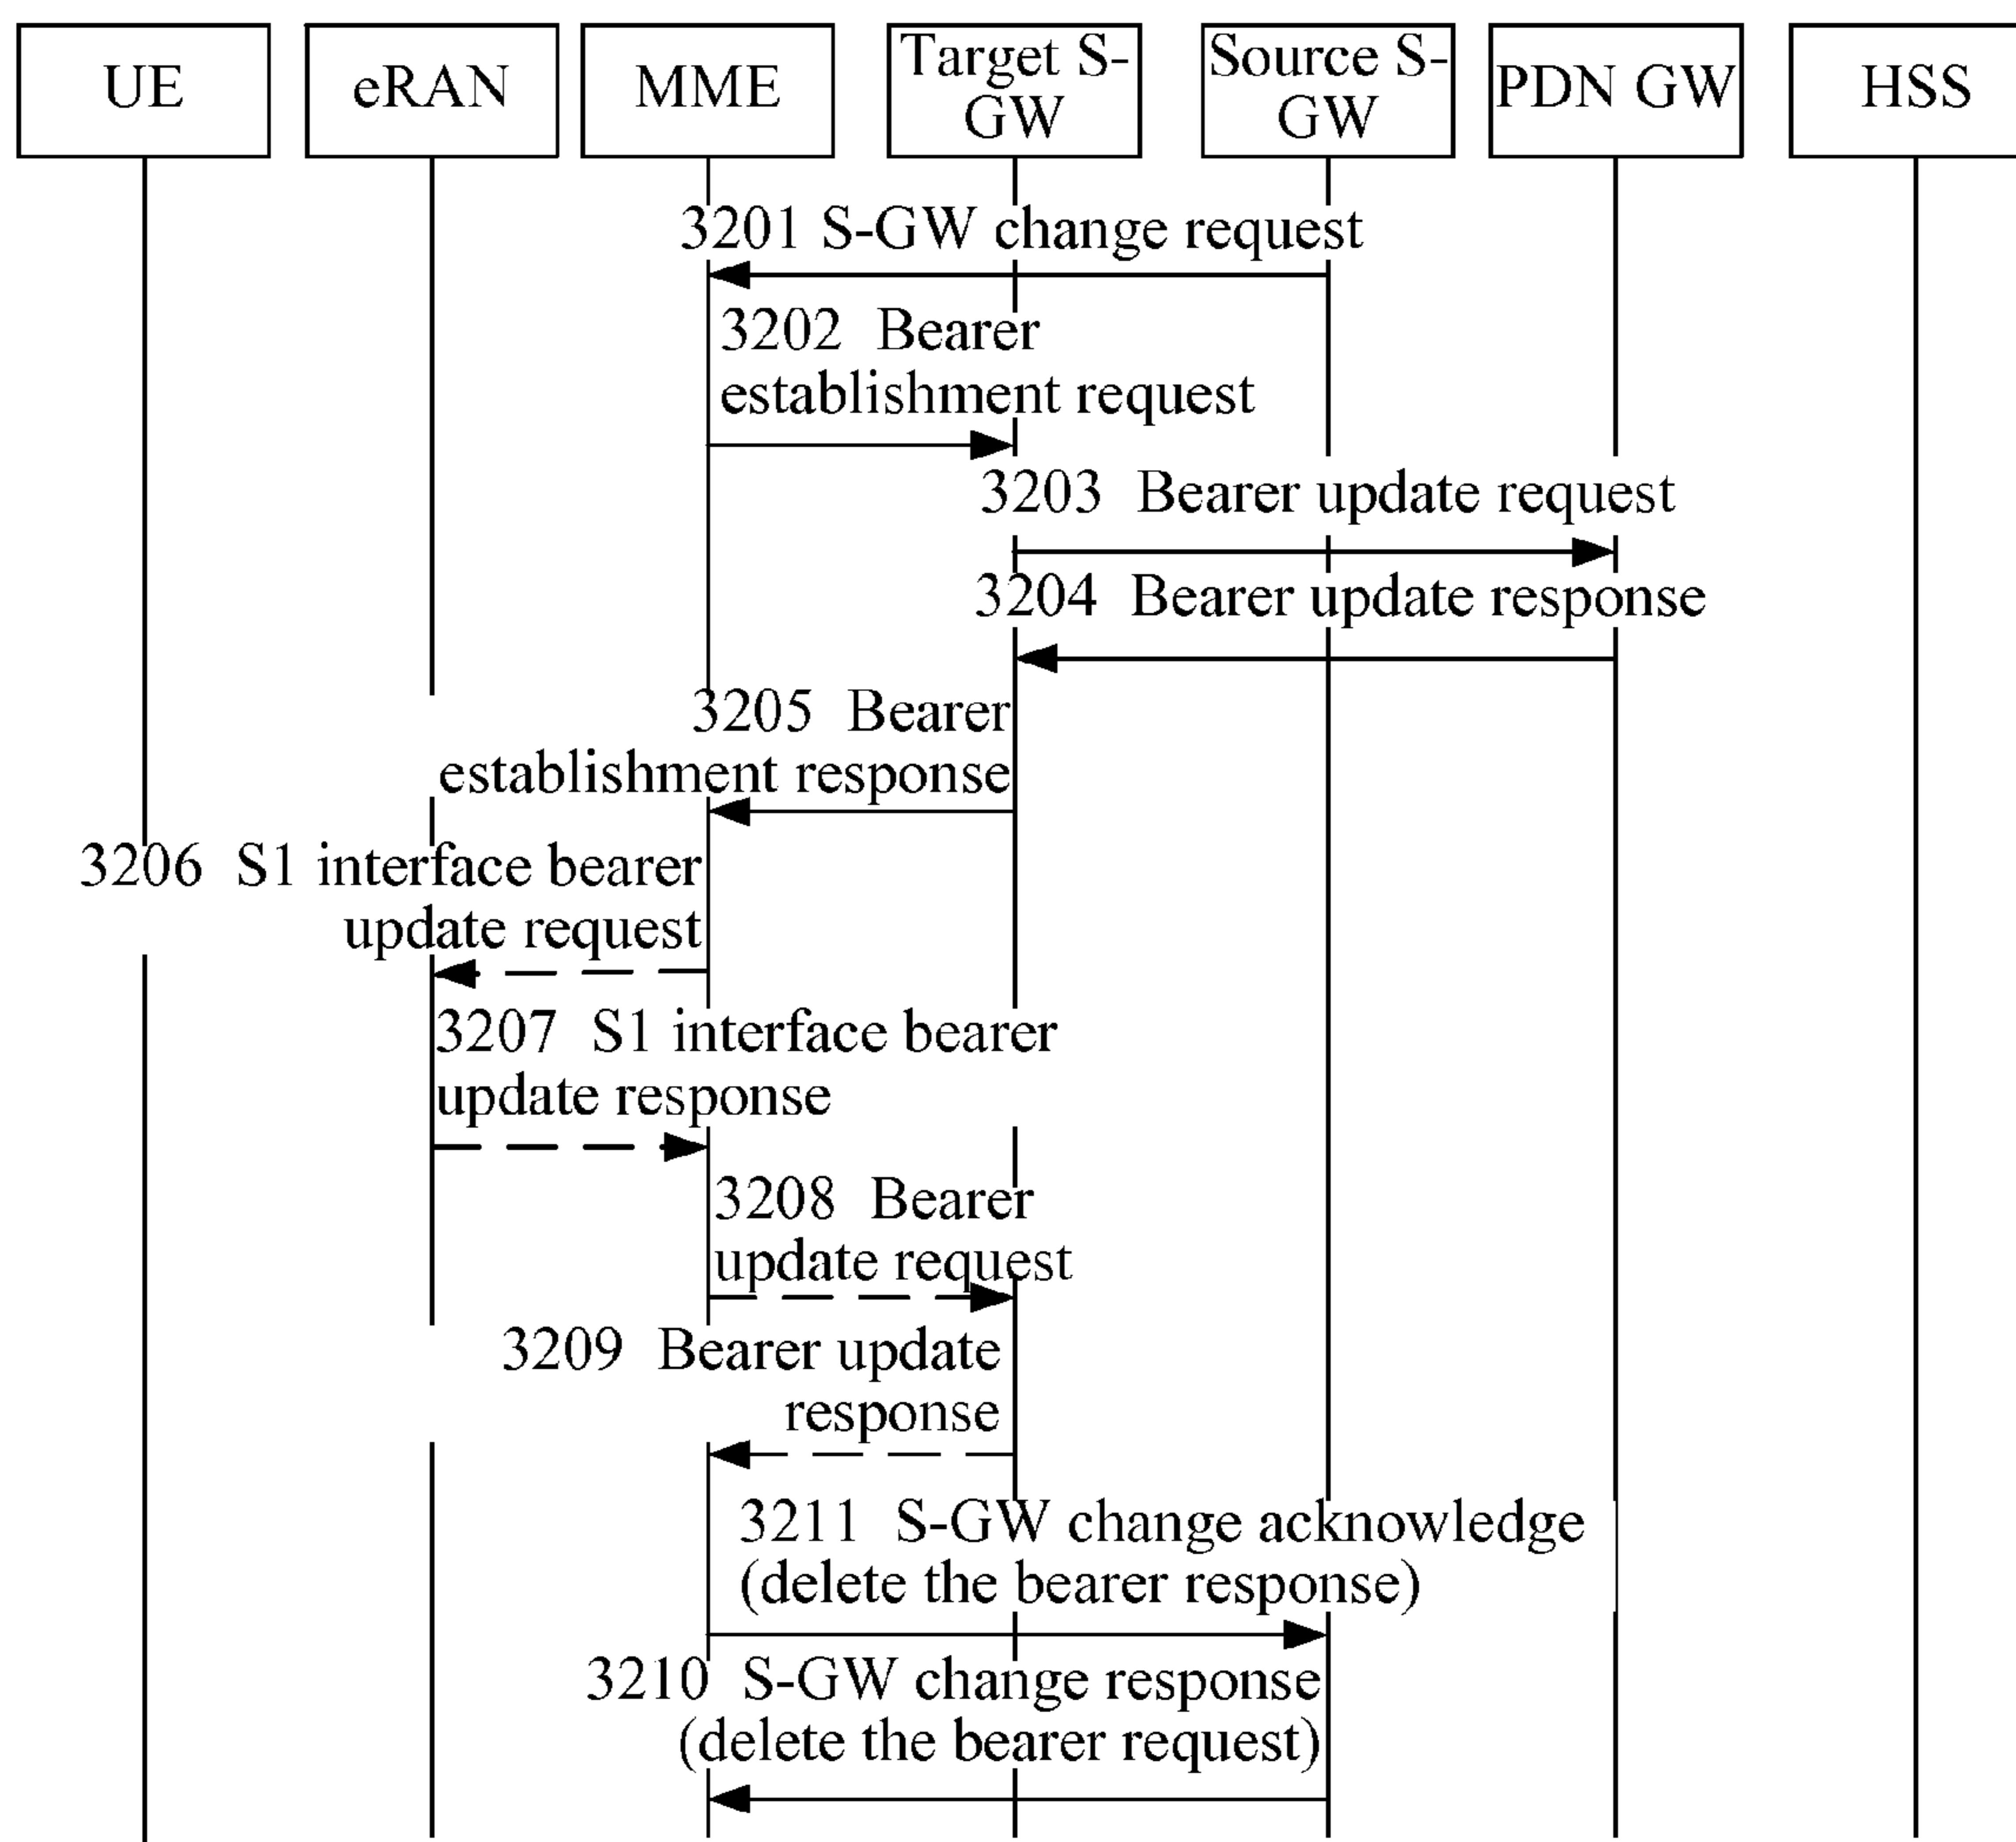 UE
eRAN
MME
Target S-
GW
Source S-
GW
PDN GW
HSS
3201 S-GW change request
3202 Bearer
establishment request
3203 Bearer update request
3204 Bearer update response
3205 Bearer
establishment response
3206 S1 interface bearer
update request
3207 S1 interface bearer
update response
3208 Bearer
update request
3209 Bearer update
response
3211 S-GW change acknowledge
(delete the bearer response)
3210 S-GW change response
(delete the bearer request)